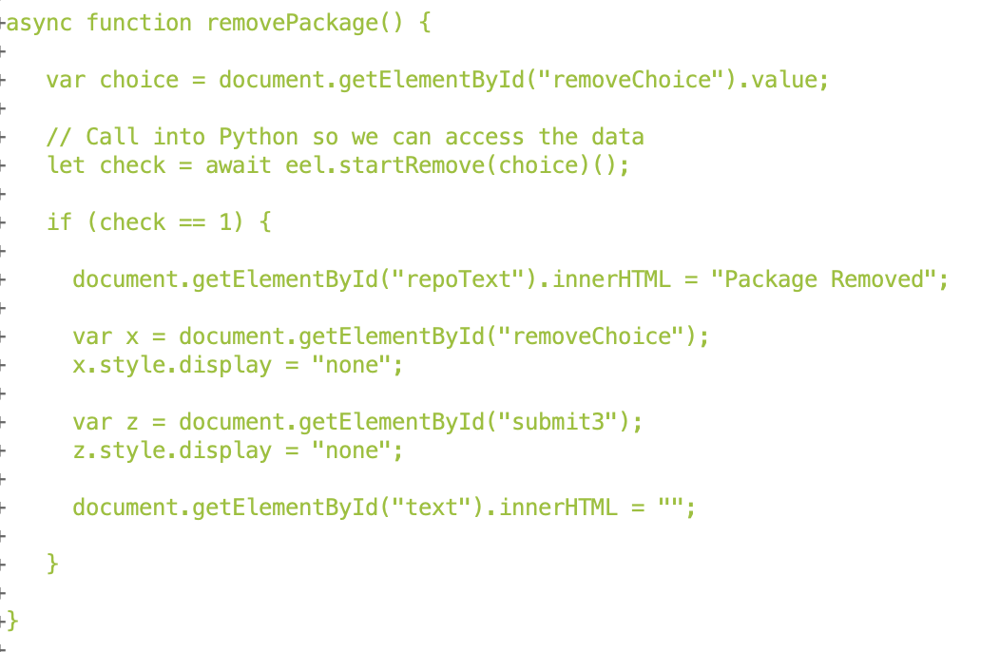 +async function removePackage() {
+
+   var choice = document.getElementById("removeChoice").value;
+
+   // Call into Python so we can access the data
+   let check = await eel.startRemove(choice)();
+
+   if (check == 1) {
+
+     document.getElementById("repoText").innerHTML = "Package Removed";
+
+     var x = document.getElementById("removeChoice");
+     x.style.display = "none";
+
+     var z = document.getElementById("submit3");
+     z.style.display = "none";
+
+     document.getElementById("text").innerHTML = "";
+
+   }
+
+}
+